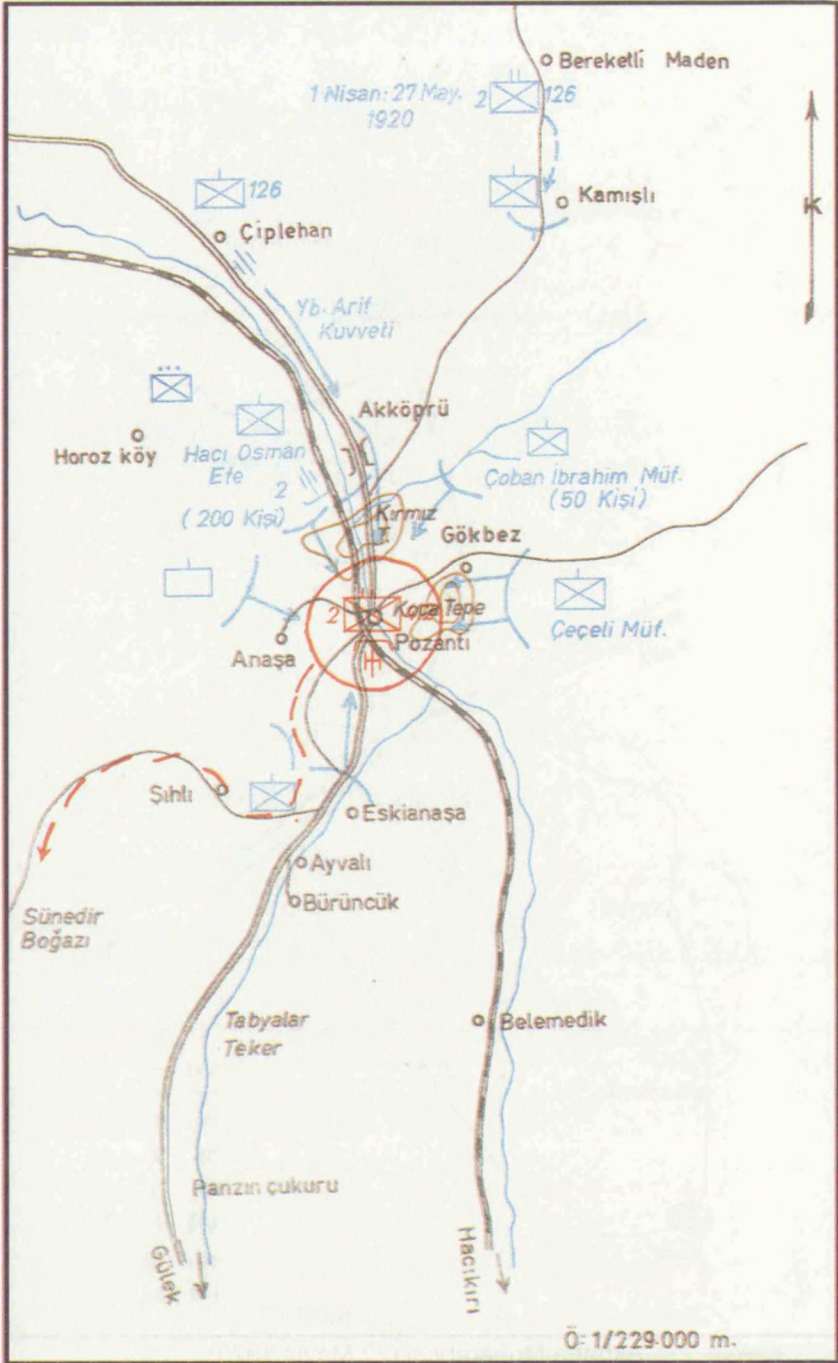 Bereketli Maden
1 Nisan: 27 May.
1920
2 126
Kamışlı
K
126
Çiplehan
Yb. Arif
Kuvveti
Akköprü
Horoz köy
Hacı Osman
Efe
2
(200 Kişi)
Çoban İbrahim Müf.
(50 Kişi)
Kırmız
T.
Gökbez
2
Koca Tepe
Pozantı
Anaşa
Çeçeli Müf.
Şıhlı
Eskianaşa
Ayvalı
Bürüncük
Sünedir
Boğazı
Tabyalar
Teker
Belemedik
Panzın çukuru
Gülek
Hacıkırı
Ö: 1/229.000 m.